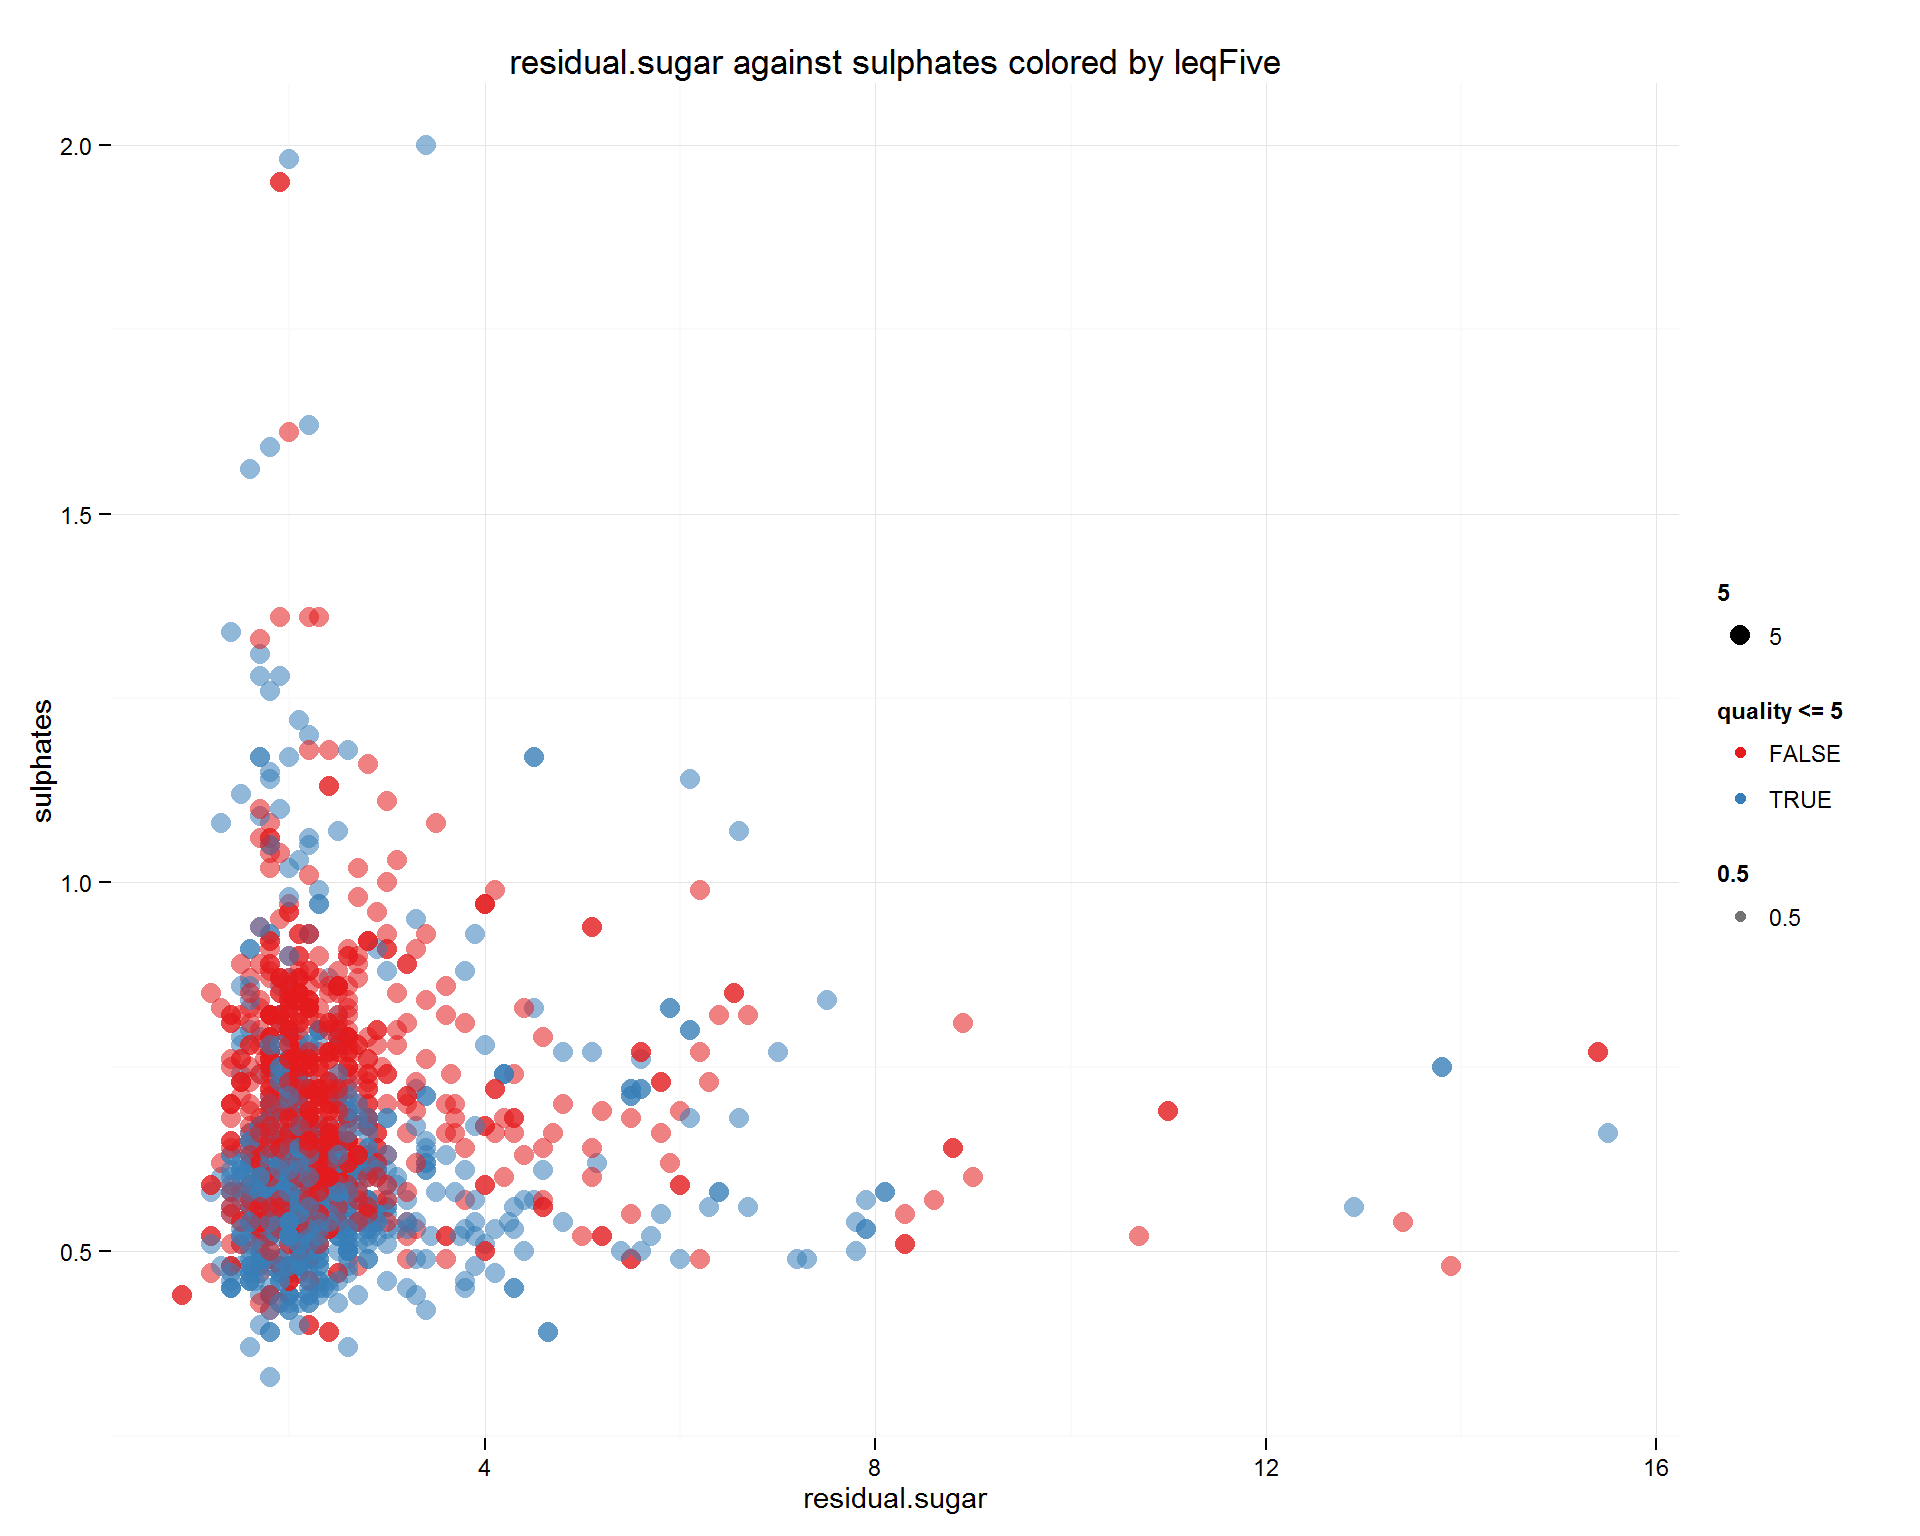 residual.sugar against sulphates colored by leqFive
2.0
1.5
1.0
0.5
sulphates
4 8 12 16
residual.sugar
5
5
quality <= 5
FALSE
TRUE
0.5
0.5